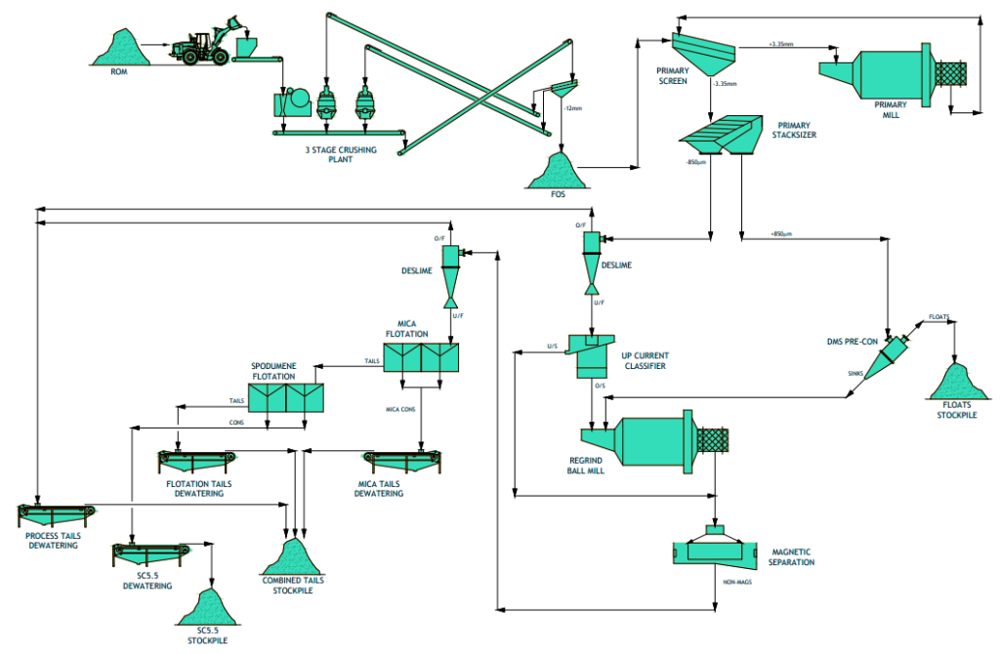 ROM
3 STAGE CRUSHING
PLANT
-12mm
FOS
PRIMARY
SCREEN
+3.35mm
-3.35mm
PRIMARY
MILL
PRIMARY
STACKSIZER
-850µm
+850µm
O/F
DESLIME
U/F
O/F
DESLIME
U/F
MICA
FLOTATION
TAILS
MICA CONS
SPODUMENE
FLOTATION
TAILS
CONS
U/S
UP CURRENT
CLASSIFIER
O/S
DMS PRE-CON
FLOATS
SINKS
FLOATS
STOCKPILE
REGRIND
BALL MILL
FLOTATION TAILS
DEWATERING
MICA TAILS
DEWATERING
PROCESS TAILS
DEWATERING
SC5.5
DEWATERING
COMBINED TAILS
STOCKPILE
SC5.5
STOCKPILE
MAGNETIC
SEPARATION
NON-MAGS